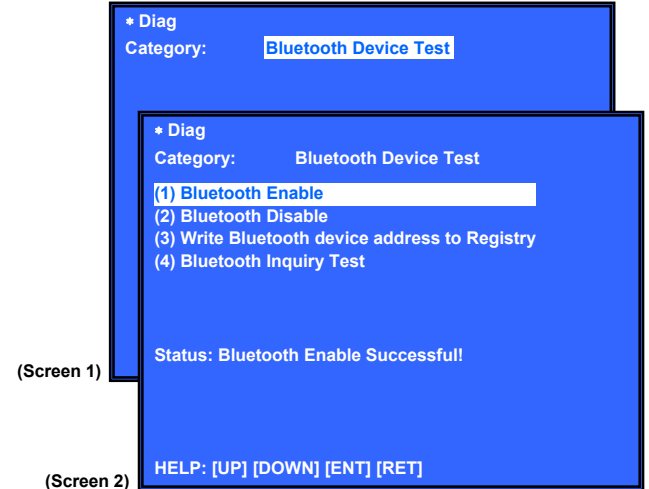 * Diag
Category: Bluetooth Device Test
* Diag
Category: Bluetooth Device Test
(1) Bluetooth Enable
(2) Bluetooth Disable
(3) Write Bluetooth device address to Registry
(4) Bluetooth Inquiry Test
Status: Bluetooth Enable Successful!
(Screen 1)
HELP: [UP] [DOWN] [ENT] [RET]
(Screen 2)